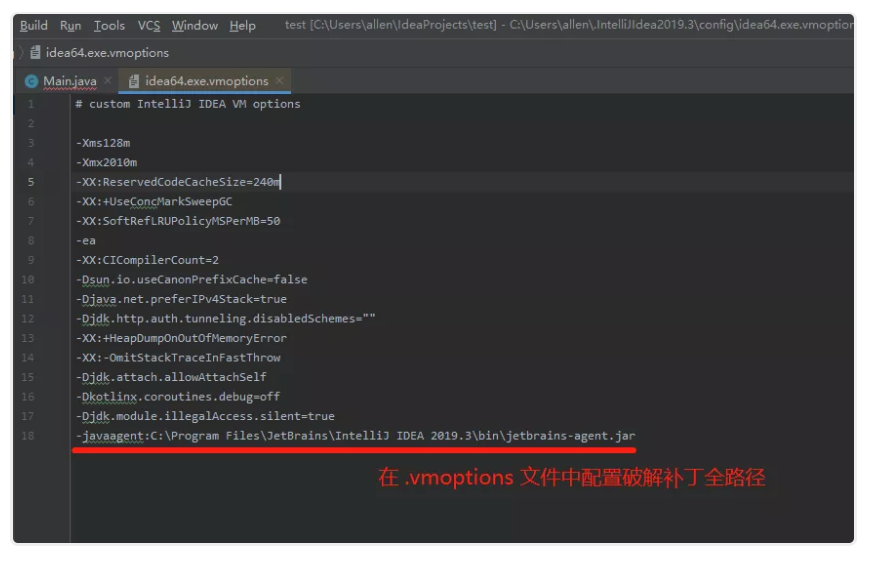 Build Run Tools VCS Window Help test [C:\Users\allen\IdeaProjects\test] - C:\Users\allen\.IntelliJIdea2019.3\config\idea64.exe.vmoption
idea64.exe.vmoptions
Main.java × idea64.exe.vmoptions ×
1 # custom IntelliJ IDEA VM options
2
3 -Xms128m
4 -Xmx2010m
5 -XX:ReservedCodeCacheSize=240m
6 -XX:+UseConcMarkSweepGC
7 -XX:SoftRefLRUPolicyMSPerMB=50
8 -ea
9 -XX:CICompilerCount=2
10 -Dsun.io.useCanonPrefixCache=false
11 -Djava.net.preferIPv4Stack=true
12 -Djdk.http.auth.tunneling.disabledSchemes=""
13 -XX:+HeapDumpOnOutOfMemoryError
14 -XX:-OmitStackTraceInFastThrow
15 -Djdk.attach.allowAttachSelf
16 -Dkotlinx.coroutines.debug=off
17 -Djdk.module.illegalAccess.silent=true
18 -javaagent:C:\Program Files\JetBrains\IntelliJ IDEA 2019.3\bin\jetbrains-agent.jar
在 .vmoptions 文件中配置破解补丁全路径